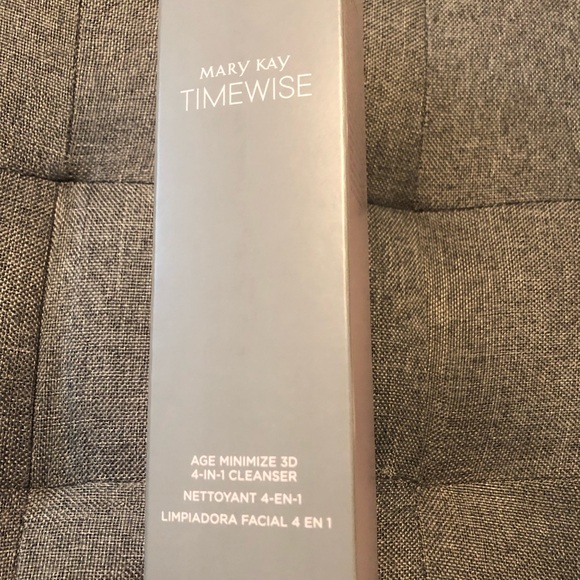 MARY KAY
TIMEWISE
AGE MINIMIZE 3D
4-IN-1 CLEANSER
NETTOYANT 4-EN-1
LIMPIADORA FACIAL 4 EN 1